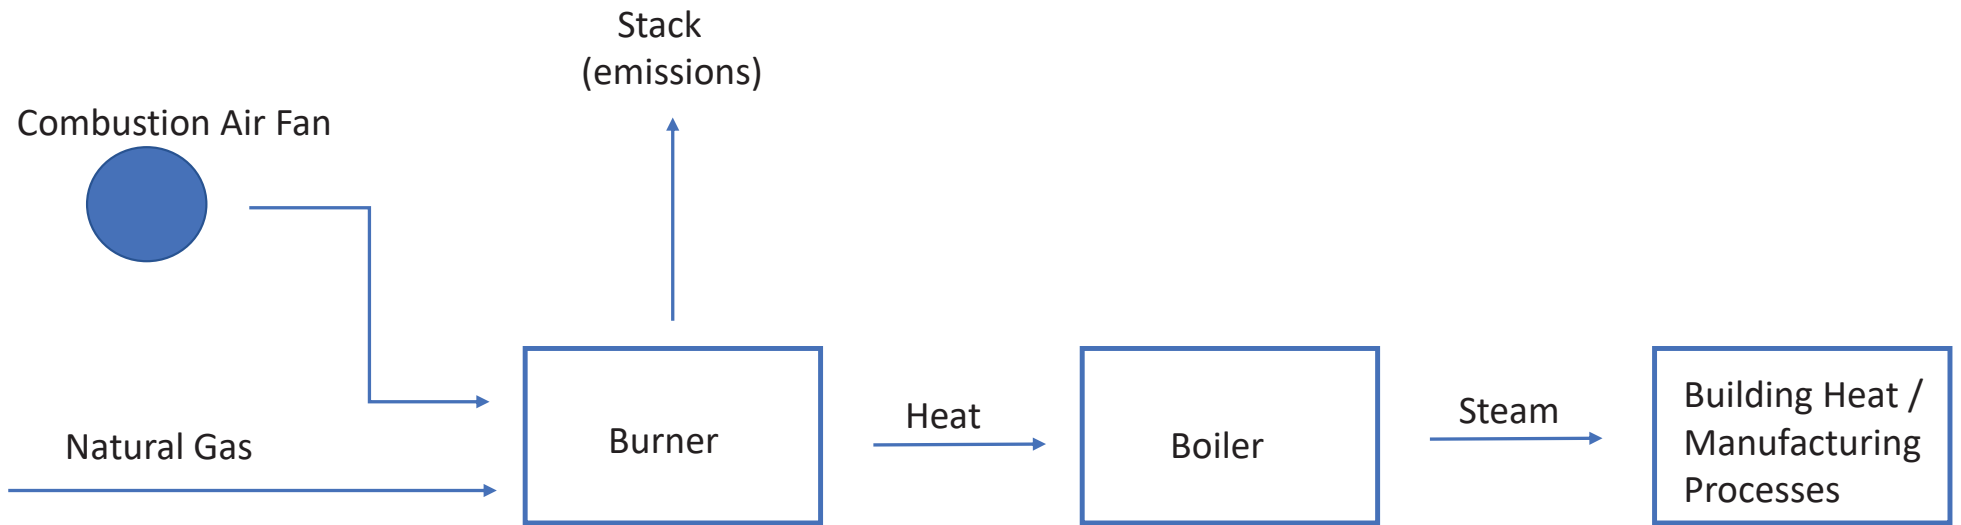 Stack
(emissions)
Combustion Air Fan
Natural Gas
Burner
Heat
Boiler
Steam
Building Heat /
Manufacturing
Processes